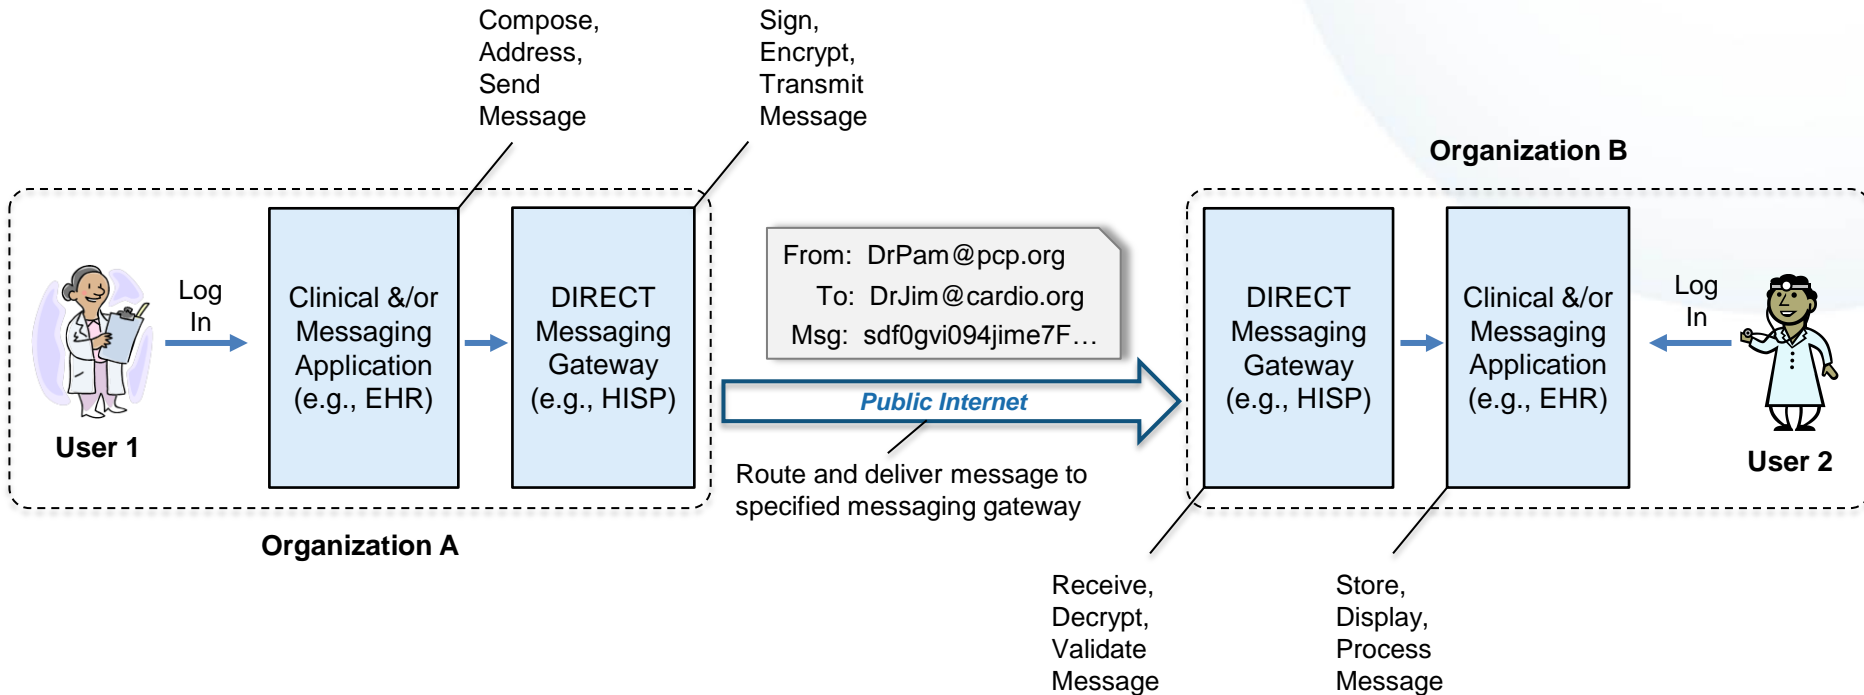 Compose,
Address,
Send
Message
Sign,
Encrypt,
Transmit
Message
Organization B
Log
In
User 1
Clinical &/or
Messaging
Application
(e.g., EHR)
DIRECT
Messaging
Gateway
(e.g., HISP)
From: DrPam@pcp.org
To: DrJim@cardio.org
Msg: sdf0gvi094jime7F…
Public Internet
Route and deliver message to
specified messaging gateway
DIRECT
Messaging
Gateway
(e.g., HISP)
Clinical &/or
Messaging
Application
(e.g., EHR)
Log
In
User 2
Organization A
Receive,
Decrypt,
Validate
Message
Store,
Display,
Process
Message